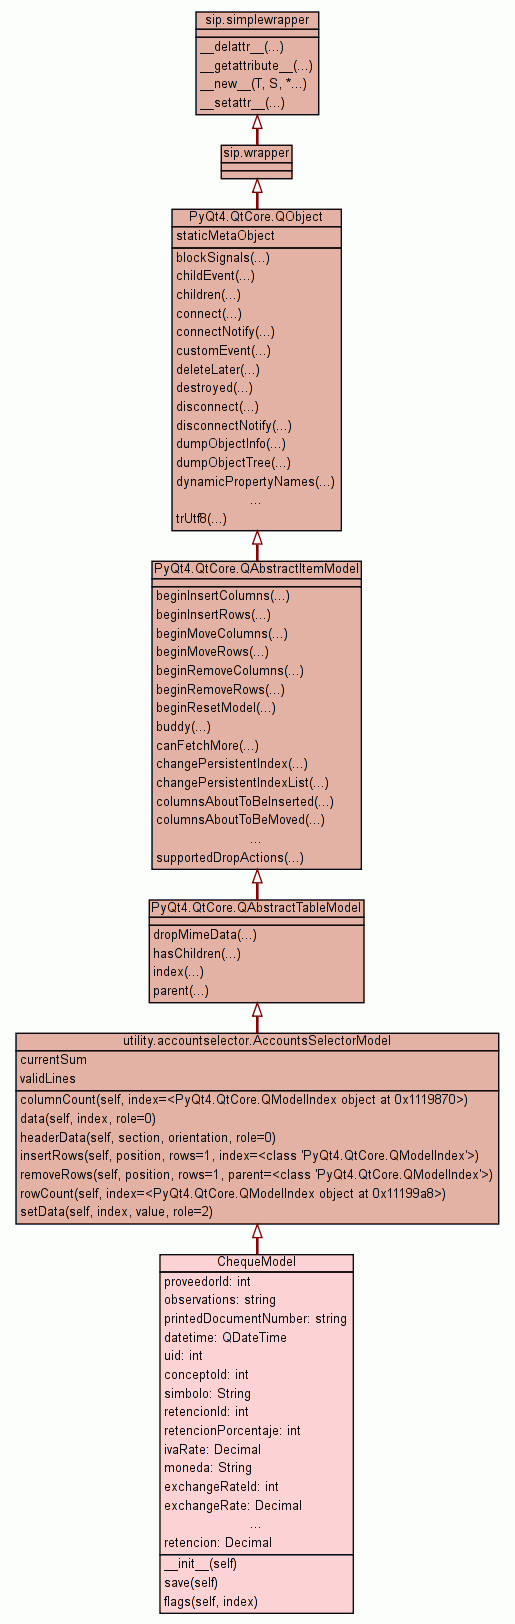 sip.simplewrapper
__delattr__(...)
__getattribute__(...)
__new__(T, S, *...)
__setattr__(...)
sip.wrapper
PyQt4.QtCore.QObject
staticMetaObject
blockSignals(...)
childEvent(...)
children(...)
connect(...)
connectNotify(...)
customEvent(...)
deleteLater(...)
destroyed(...)
disconnect(...)
disconnectNotify(...)
dumpObjectInfo(...)
dumpObjectTree(...)
dynamicPropertyNames(...)
...
trUtf8(...)
PyQt4.QtCore.QAbstractItemModel
beginInsertColumns(...)
beginInsertRows(...)
beginMoveColumns(...)
beginMoveRows(...)
beginRemoveColumns(...)
beginRemoveRows(...)
beginResetModel(...)
buddy(...)
canFetchMore(...)
changePersistentIndex(...)
changePersistentIndexList(...)
columnsAboutToBeInserted(...)
columnsAboutToBeMoved(...)
...
supportedDropActions(...)
PyQt4.QtCore.QAbstractTableModel
dropMimeData(...)
hasChildren(...)
index(...)
parent(...)
utility.accountselector.AccountsSelectorModel
currentSum
validLines
columnCount(self, index=<PyQt4.QtCore.QModelIndex object at 0x1119870>)
data(self, index, role=0)
headerData(self, section, orientation, role=0)
insertRows(self, position, rows=1, index=<class 'PyQt4.QtCore.QModelIndex'>)
removeRows(self, position, rows=1, parent=<class 'PyQt4.QtCore.QModelIndex'>)
rowCount(self, index=<PyQt4.QtCore.QModelIndex object at 0x11199a8>)
setData(self, index, value, role=2)
ChequeModel
proveedorId: int
observations: string
printedDocumentNumber: string
datetime: QDateTime
uid: int
conceptoId: int
simbolo: String
retencionId: int
retencionPorcentaje: int
ivaRate: Decimal
moneda: String
exchangeRateId: int
exchangeRate: Decimal
...
retencion: Decimal
__init__(self)
save(self)
flags(self, index)